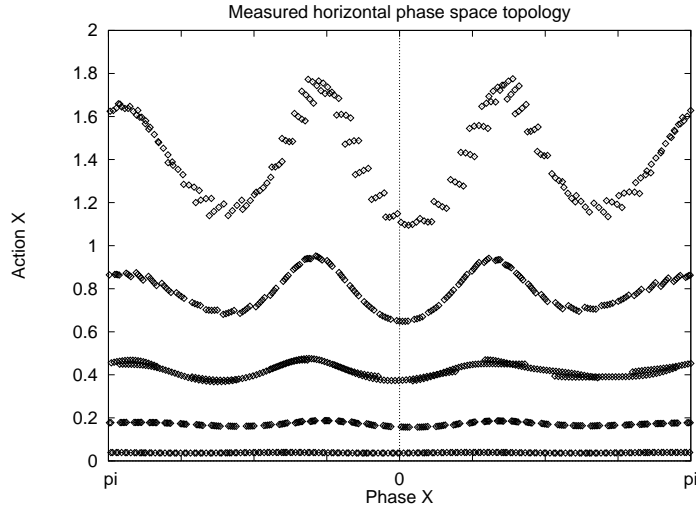 Measured horizontal phase space topology
2
1.8
1.6
1.4
1.2
1
0.8
0.6
0.4
0.2
0
Action X
pi 0 pi
Phase X